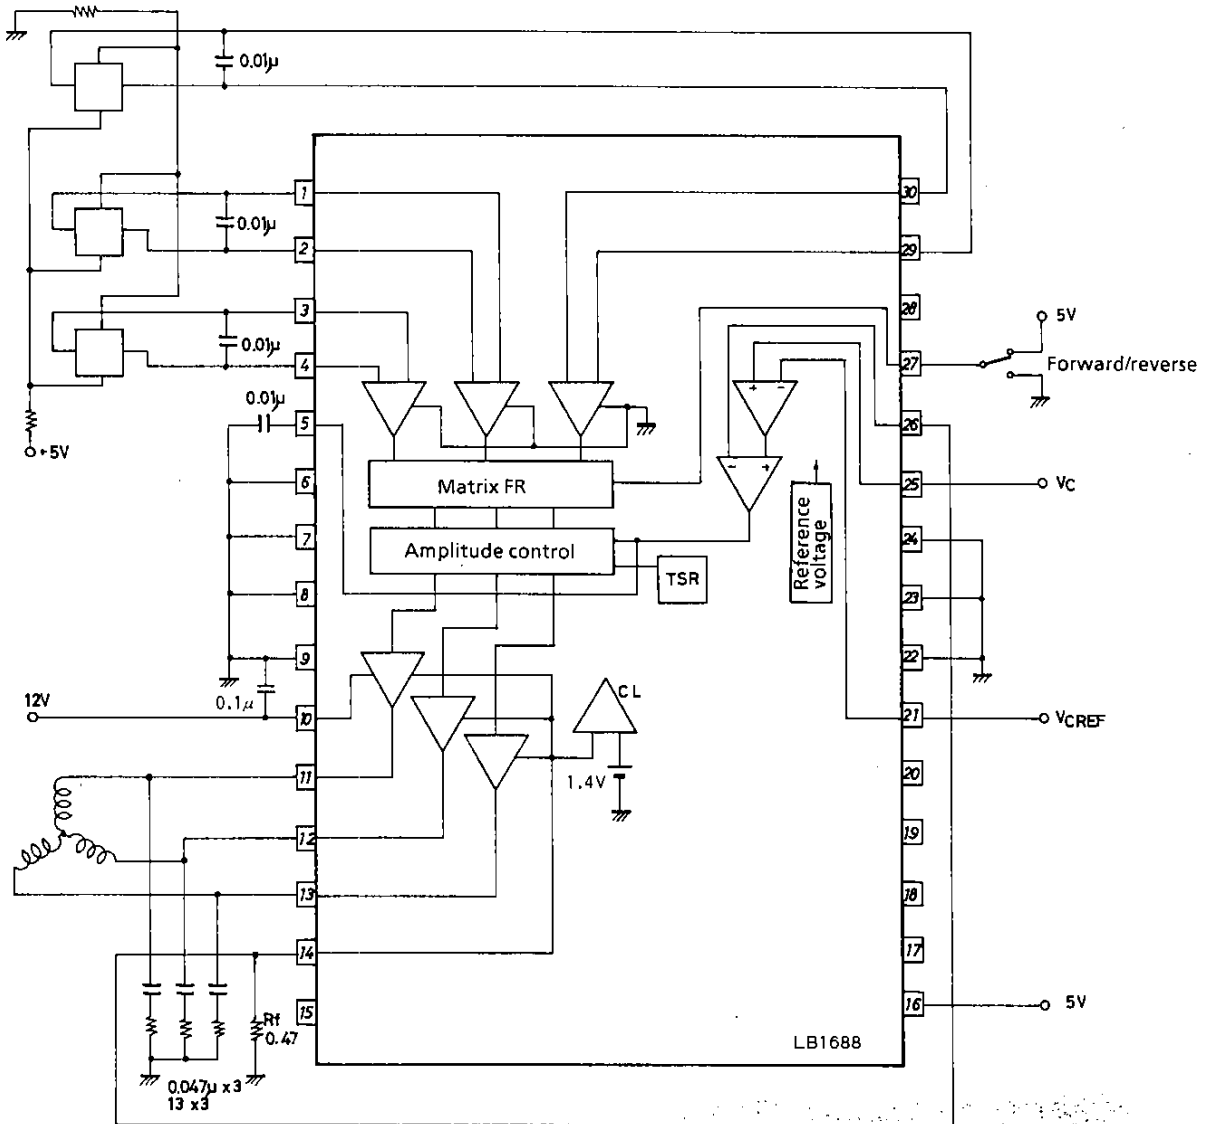 0.01μ
1
30
0.01μ
2
29
3
28
5V
0.01μ
4
27
Forward/reverse
0.01μ
+ -
5
26
+5V
- +
6
Matrix FR
25
Vc
Reference
voltage
7
24
Amplitude control
TSR
8
23
9
22
0.1μ
CL
12V
10
21
VCREF
11
1.4V
20
12
19
13
18
14
17
15
16
5V
Rf
0.47
LB1688
0.047μ x3
13 x3